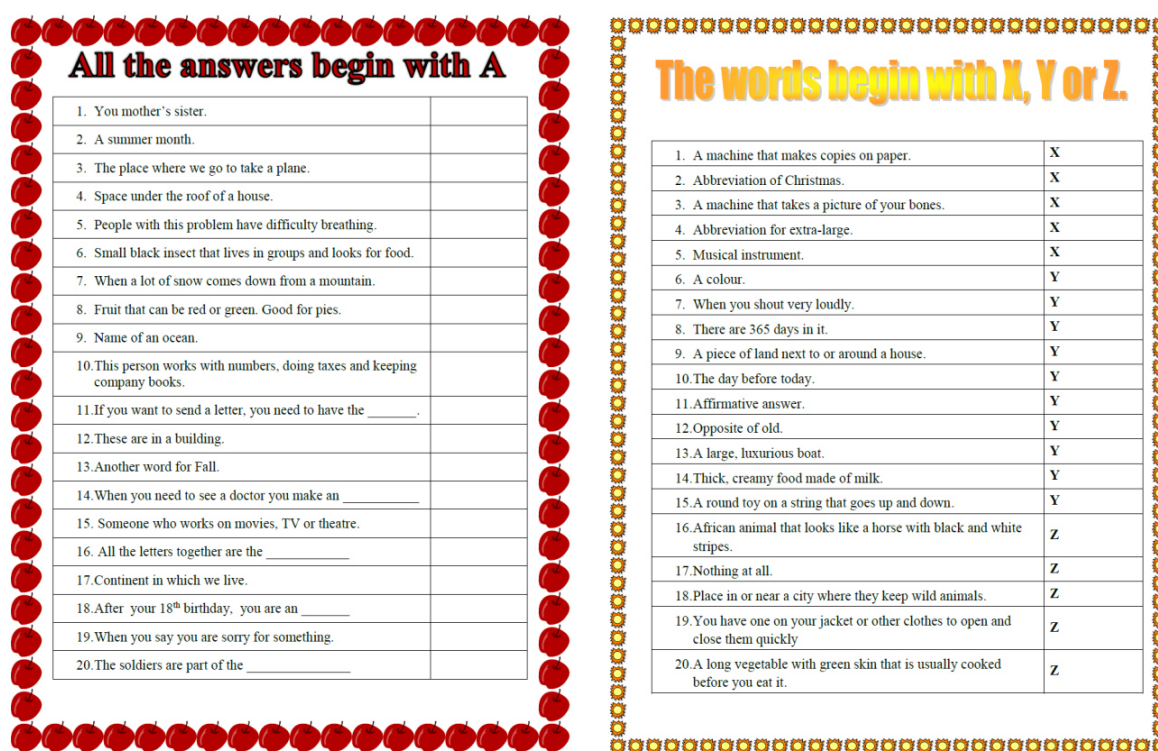 All the answers begin with A
1. You mother's sister.
2. A summer month.
3. The place where we go to take a plane.
4. Space under the roof of a house.
5. People with this problem have difficulty breathing.
6. Small black insect that lives in groups and looks for food.
7. When a lot of snow comes down from a mountain.
8. Fruit that can be red or green. Good for pies.
9. Name of an ocean.
10.This person works with numbers, doing taxes and keeping
company books.
11.If you want to send a letter, you need to have the _______.
12.These are in a building.
13.Another word for Fall.
14.When you need to see a doctor you make an ___________
15. Someone who works on movies, TV or theatre.
16. All the letters together are the ____________
17.Continent in which we live.
18.After your 18th birthday, you are an _______
19.When you say you are sorry for something.
20.The soldiers are part of the _______________
The words begin with X, Y or Z.
1. A machine that makes copies on paper. X
2. Abbreviation of Christmas. X
3. A machine that takes a picture of your bones. X
4. Abbreviation for extra-large. X
5. Musical instrument. X
6. A colour. Y
7. When you shout very loudly. Y
8. There are 365 days in it. Y
9. A piece of land next to or around a house. Y
10.The day before today. Y
11.Affirmative answer. Y
12.Opposite of old. Y
13.A large, luxurious boat. Y
14.Thick, creamy food made of milk. Y
15.A round toy on a string that goes up and down. Y
16.African animal that looks like a horse with black and white
stripes. Z
17.Nothing at all. Z
18.Place in or near a city where they keep wild animals. Z
19.You have one on your jacket or other clothes to open and
close them quickly Z
20.A long vegetable with green skin that is usually cooked
before you eat it. Z